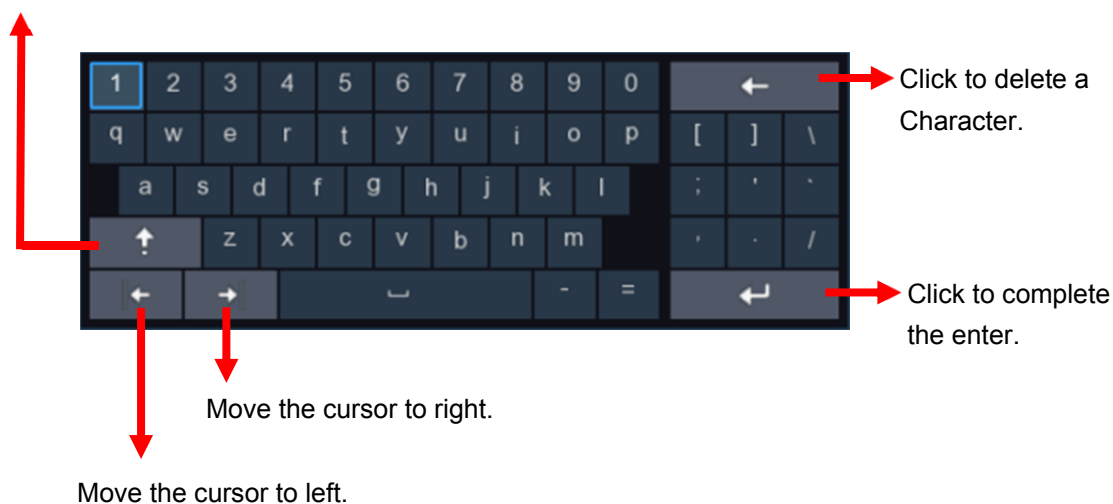 1 2 3 4 5 6 7 8 9 0
Click to delete a
Character.
q w e r t y u i o p [ ] \
a s d f g h j k l ; ' `
z x c v b n m , . /
- =
Click to complete
the enter.
Move the cursor to right.
Move the cursor to left.